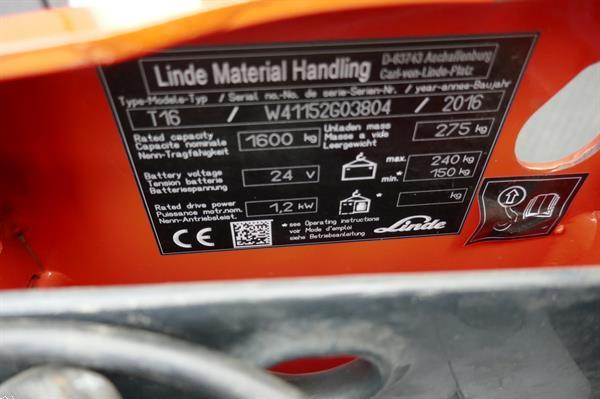 Linde Material Handling
D-63743 Aschaffenburg
Carl-von-Linde-Platz
Type-Modele-Typ / Serial no.-No. de serie-Serien-Nr. / year-annee-Baujahr
T16 / W41152G03804 / 2016
Rated capacity
Capacite nominale
Nenn-Tragfähigkeit
1600 kg
Unladen mass
Masse a vide
Leergewicht
275 kg
Battery voltage
Tension batterie
Batteriespannung
24 V
max. 240 kg
min.* 150 kg
Rated drive power
Puissance motr.nom.
Nenn-Antriebsleist.
1,2 kW
kg
CE
*see Operating instructions
voir Mode d'emploi
siehe Betriebsanleitung
Linde